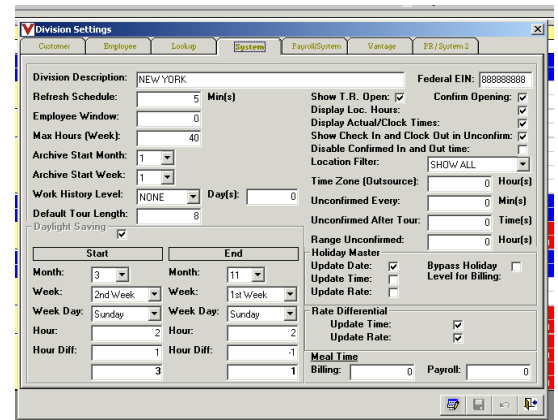 Division Settings
Customer Employee Lookup System Payroll/System Vantage PR / System 2
Division Description: NEW YORK Federal EIN: 888888888
Refresh Schedule: 5 Min(s) Show T.R. Open: Confirm Opening:
Display Loc. Hours:
Employee Window: 0 Display Actual/Clock Times:
Max Hours (Week): 40 Show Check In and Clock Out in Unconfirm:
Disable Confirmed In and Out time:
Archive Start Month: 1 Location Filter: SHOW ALL
Archive Start Week: 1 Time Zone (Outsource): 0 Hour(s)
Work History Level: NONE Day(s): 0 Unconfirmed Every: 0 Min(s)
Default Tour Length: 8 Unconfirmed After Tour: 0 Time(s)
Daylight Saving Range Unconfirmed: 0 Hour(s)
Start End Holiday Master
Month: 3 Month: 11 Update Date: Bypass Holiday Level for Billing:
Update Time:
Week: 2nd Week Week: 1st Week Update Rate:
Week Day: Sunday Week Day: Sunday Rate Differential
Hour: 2 Hour: 2 Update Time:
Update Rate:
Hour Diff: 1 Hour Diff: -1 Meal Time
3 1 Billing: 0 Payroll: 0